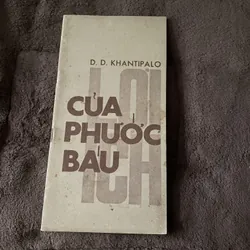 D. D. KHANTIPALO
LỢI
CỦA
PHƯỚC
BÁU
ÍCH